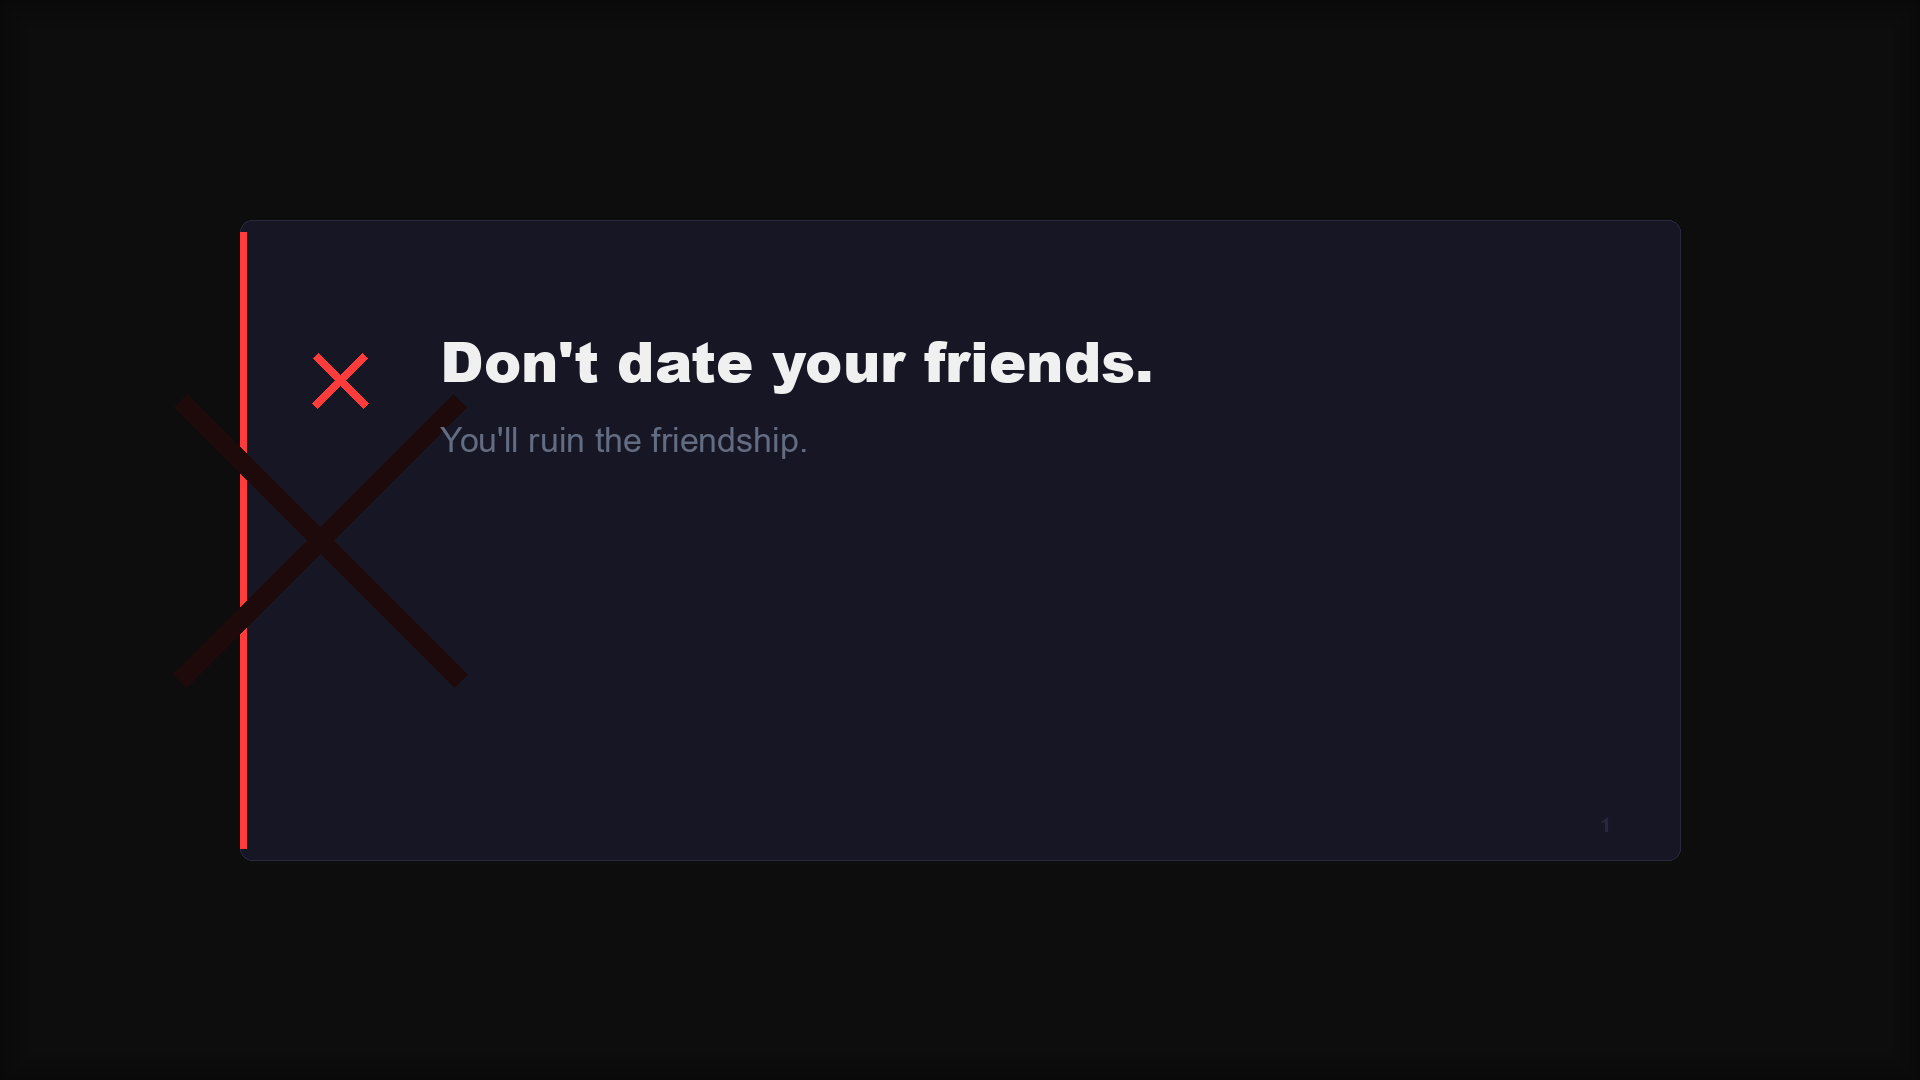 Don't date your friends.
You'll ruin the friendship.
1